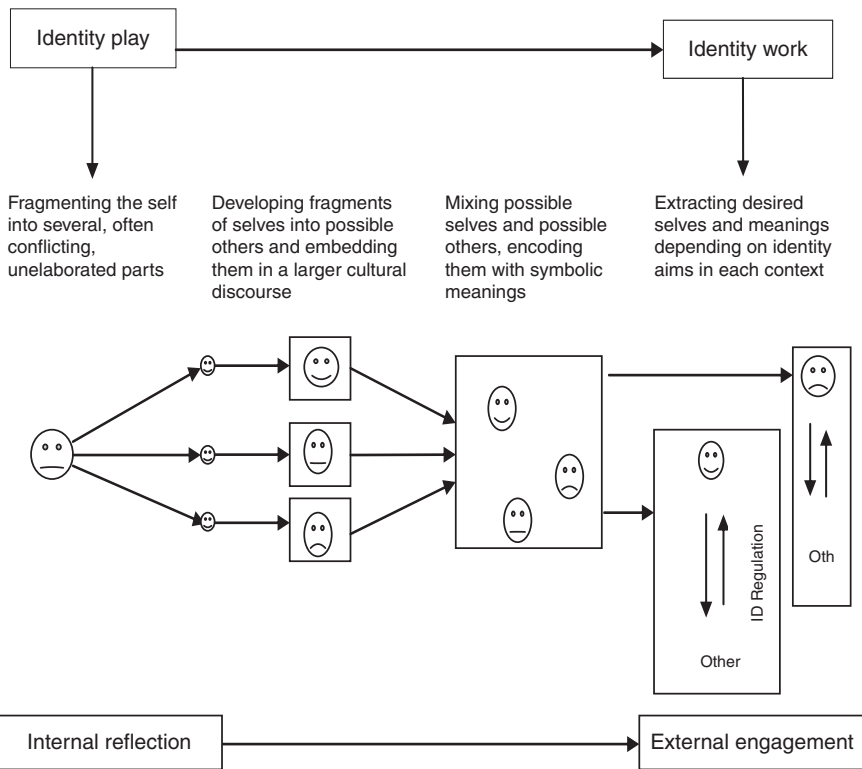 Identity play
Identity work
Fragmenting the self
into several, often
conflicting,
unelaborated parts
Developing fragments
of selves into possible
others and embedding
them in a larger cultural
discourse
Mixing possible
selves and possible
others, encoding
them with symbolic
meanings
Extracting desired
selves and meanings
depending on identity
aims in each context
ID Regulation
Other
Oth
Internal reflection
External engagement